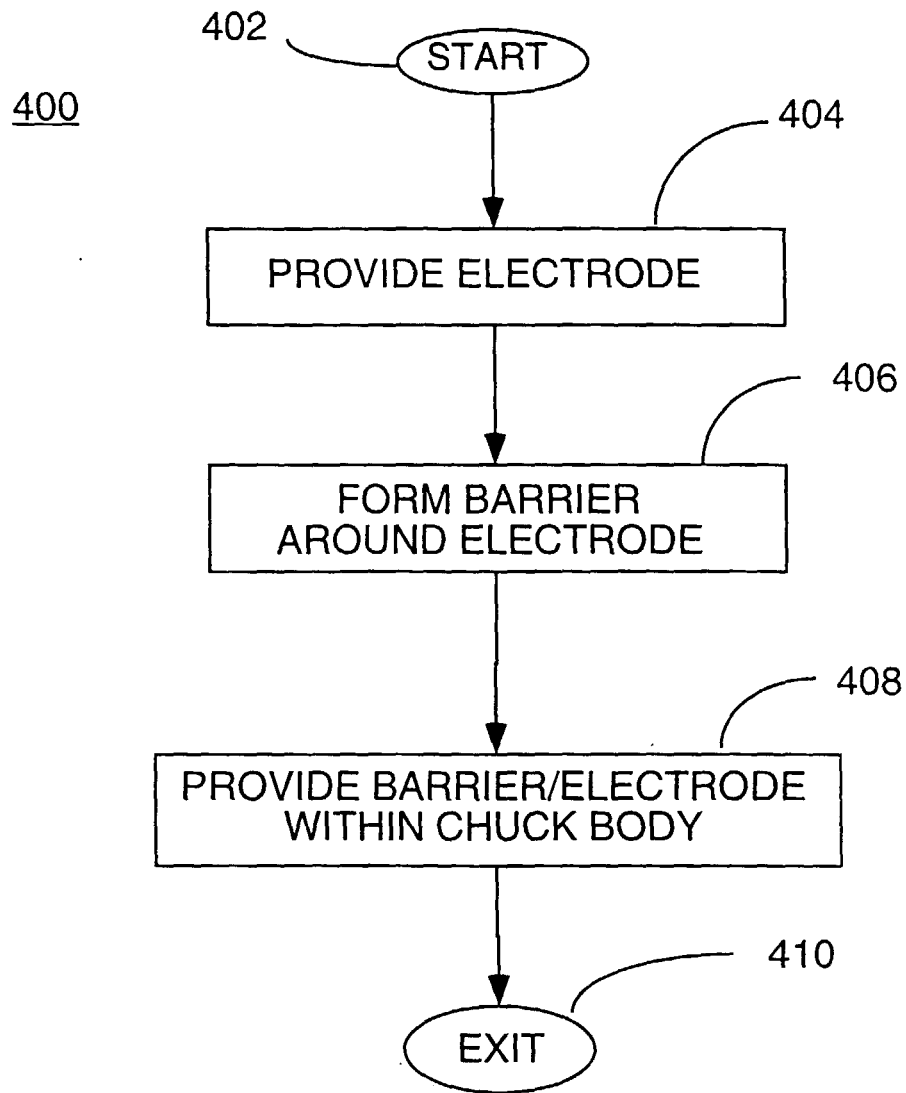 402
START
400
404
PROVIDE ELECTRODE
406
FORM BARRIER
AROUND ELECTRODE
408
PROVIDE BARRIER/ELECTRODE
WITHIN CHUCK BODY
410
EXIT